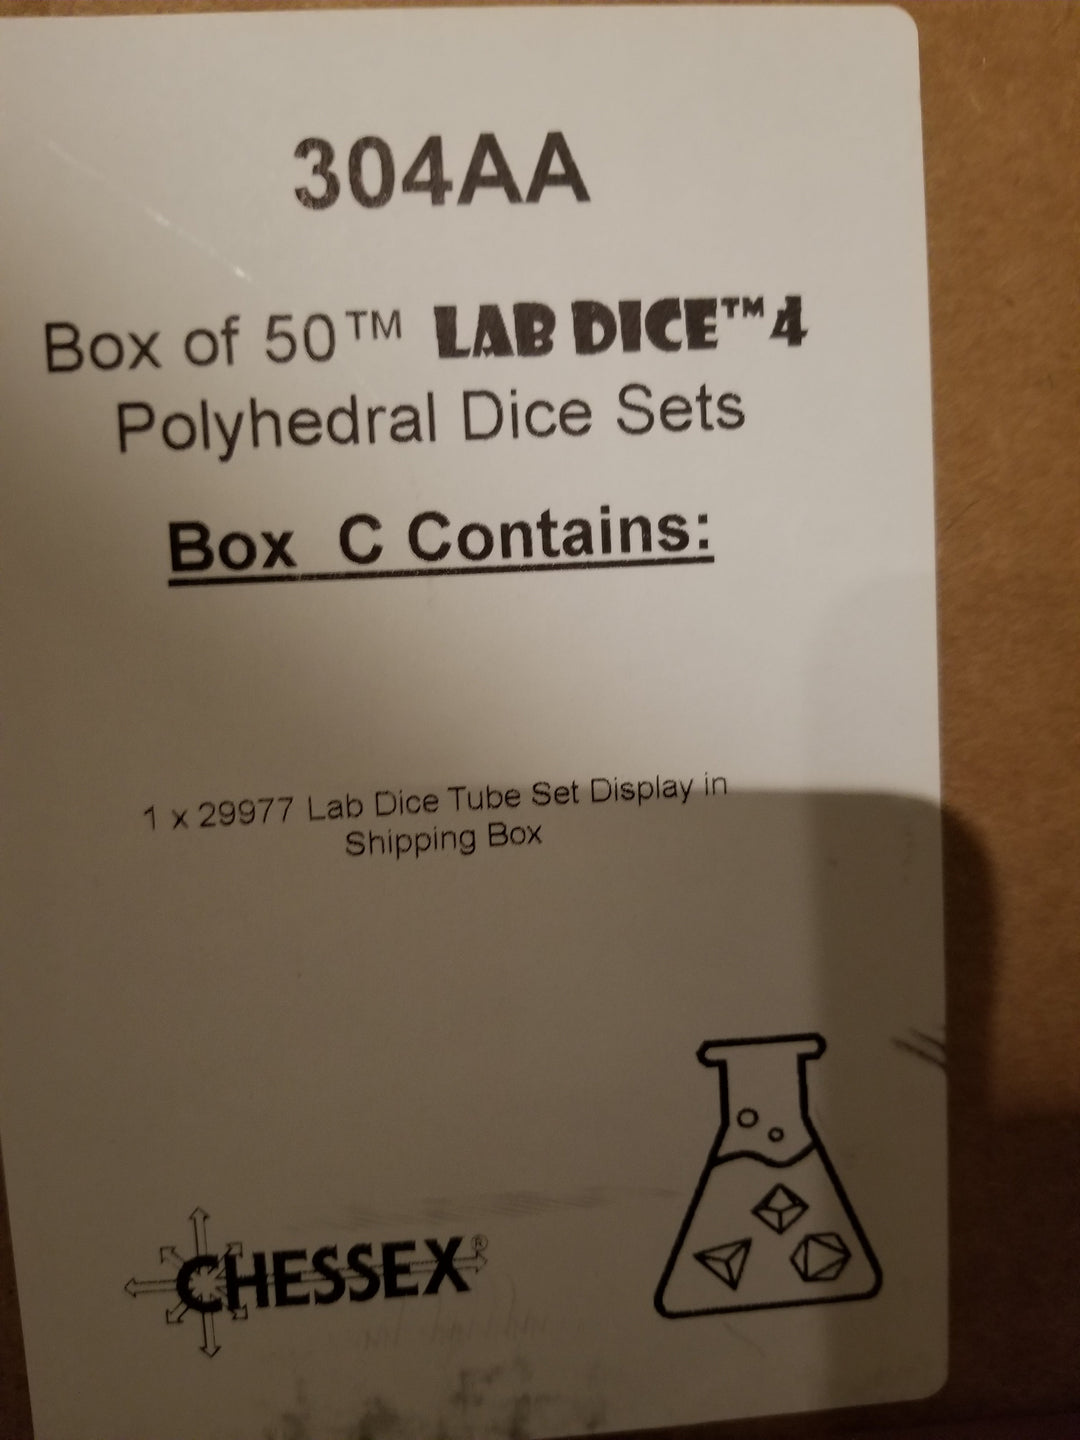 304AA
Box of 50™ LAB DICE™4
Polyhedral Dice Sets
Box C Contains:
1 x 29977 Lab Dice Tube Set Display in
Shipping Box
CHESSEX®